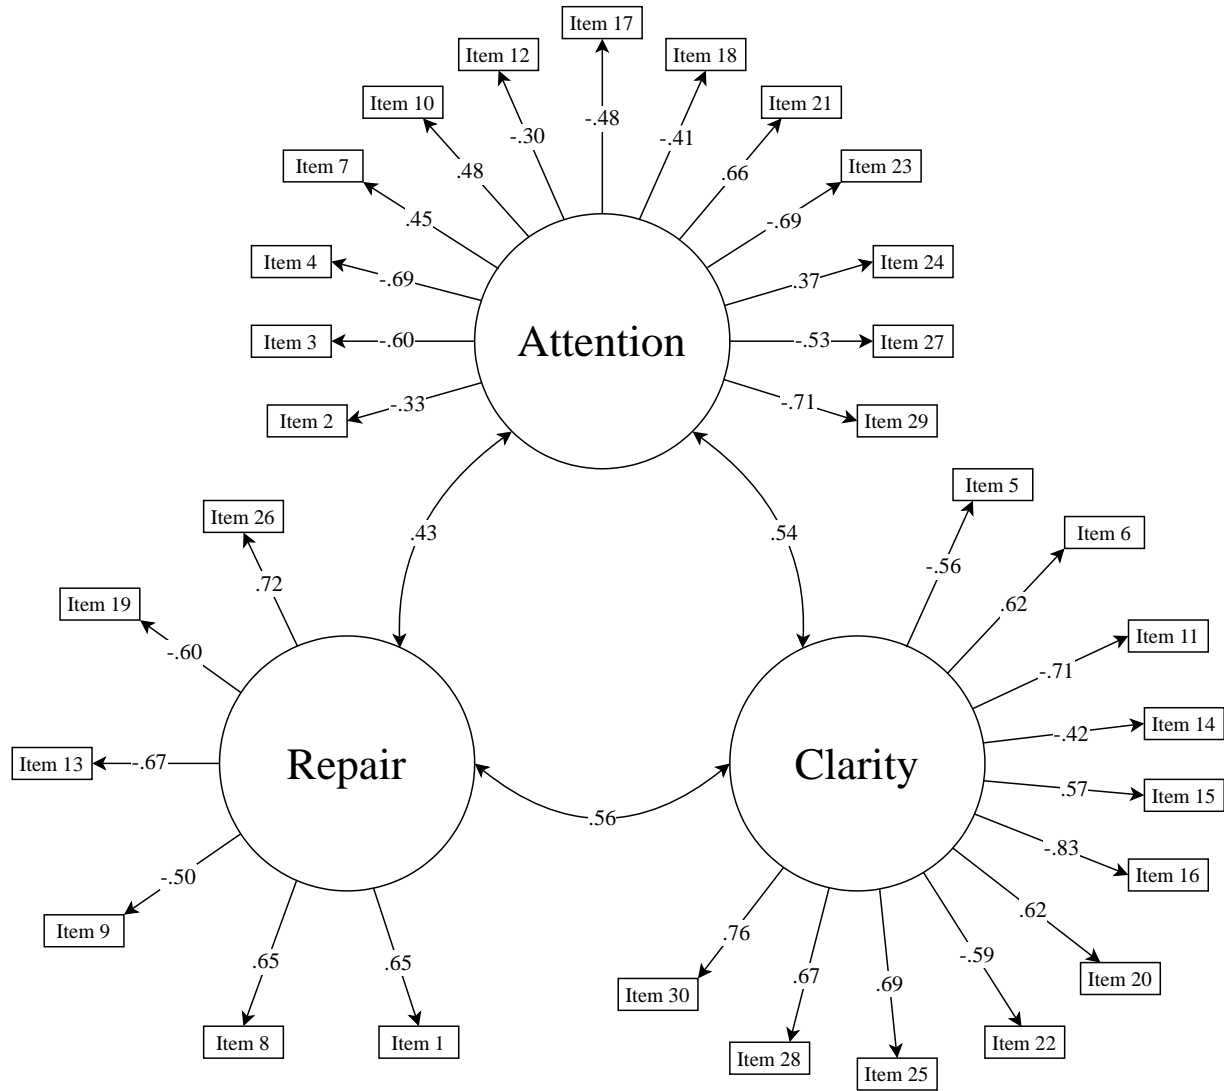 Item 17
Item 12
Item 18
Item 10
Item 21
-.48
-.30
-.41
Item 7
Item 23
.48
.66
.45
-.69
Item 4
Item 24
-.69
.37
Item 3
-.60
Attention
-.53
Item 27
-.33
-.71
Item 2
Item 29
Item 5
Item 26
Item 6
.43
.54
-.56
.72
Item 19
.62
Item 11
-.60
-.71
Item 14
-.42
Item 13
-.67
Repair
Clarity
.57
Item 15
.56
-.83
Item 16
-.50
.62
Item 9
.76
-.59
.65
.65
.67
.69
Item 20
Item 30
Item 8
Item 1
Item 22
Item 28
Item 25